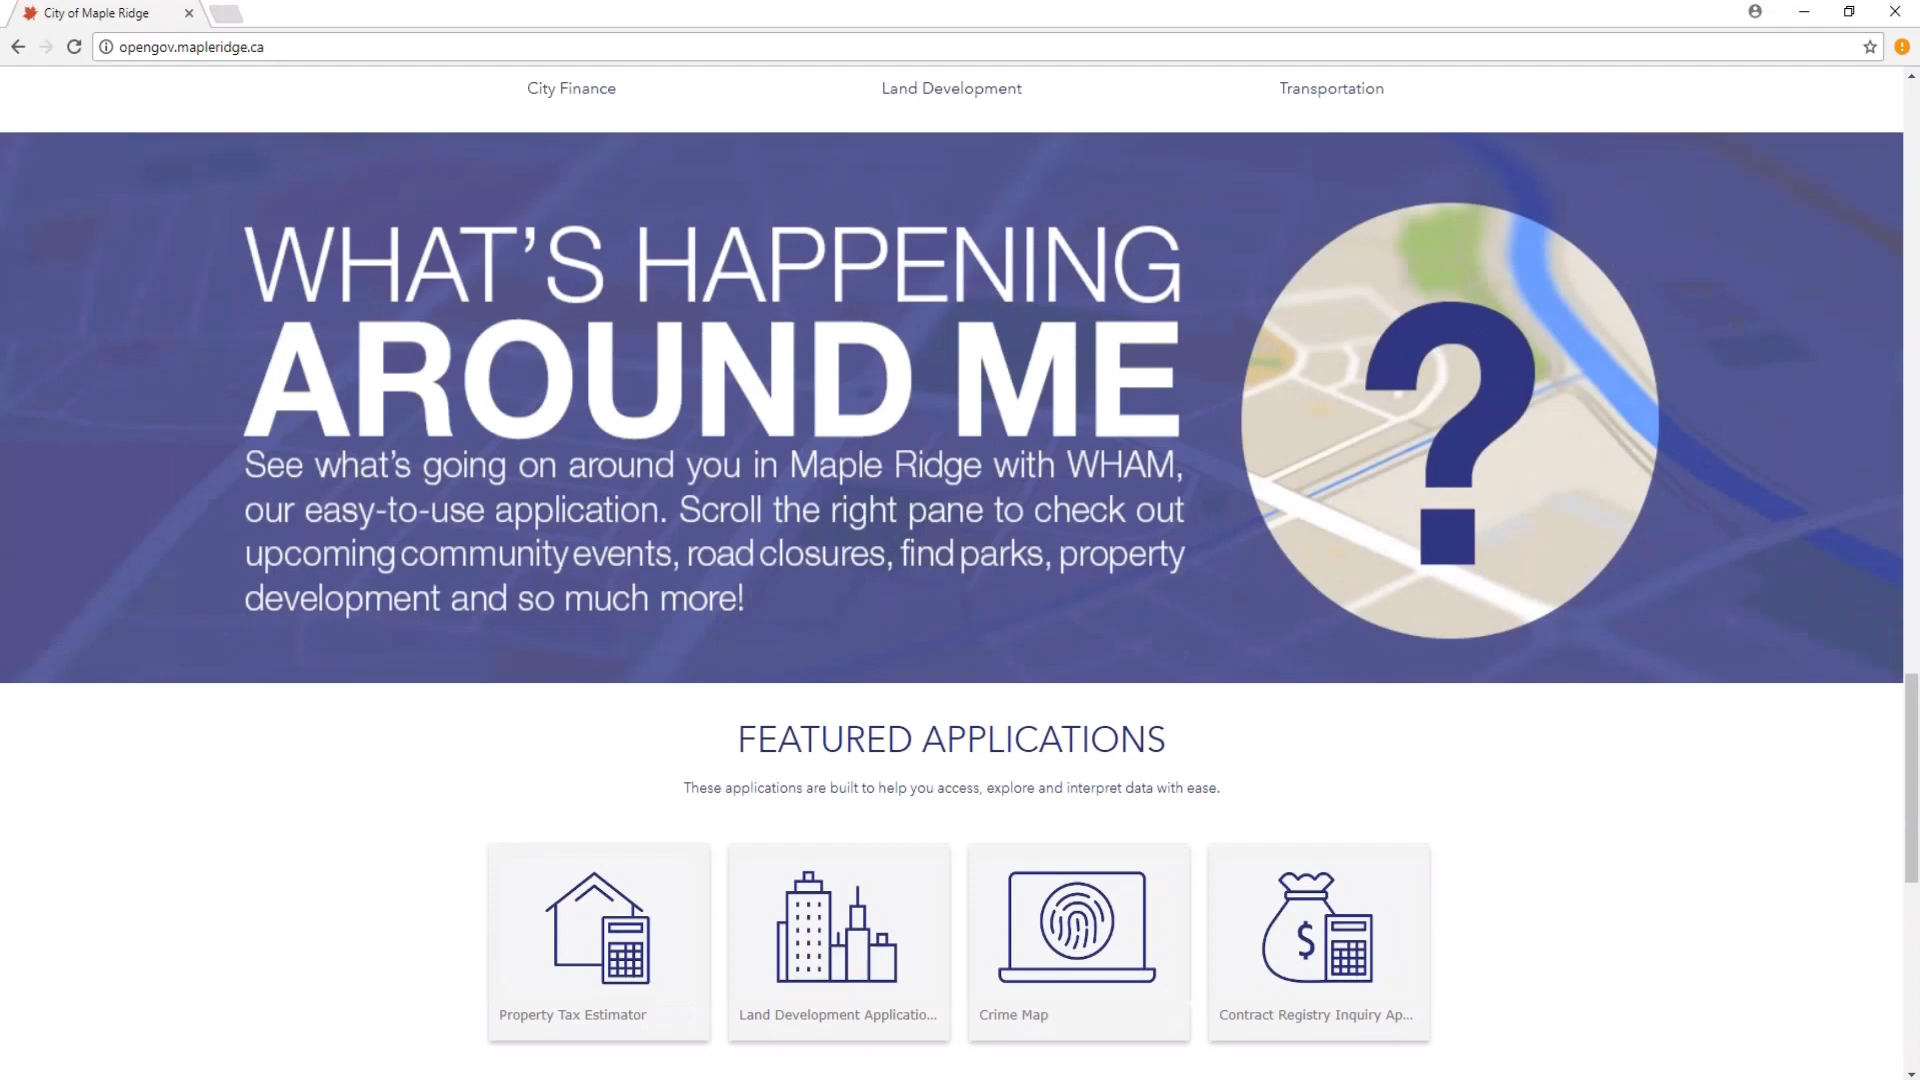 City of Maple Ridge
opengov.mapleridge.ca
City Finance
Land Development
Transportation
WHAT'S HAPPENING
AROUND ME
See what's going on around you in Maple Ridge with WHAM,
our easy-to-use application. Scroll the right pane to check out
upcoming community events, road closures, find parks, property
development and so much more!
?
FEATURED APPLICATIONS
These applications are built to help you access, explore and interpret data with ease.
$
Property Tax Estimator
Land Development Applicatio...
Crime Map
Contract Registry Inquiry Ap...